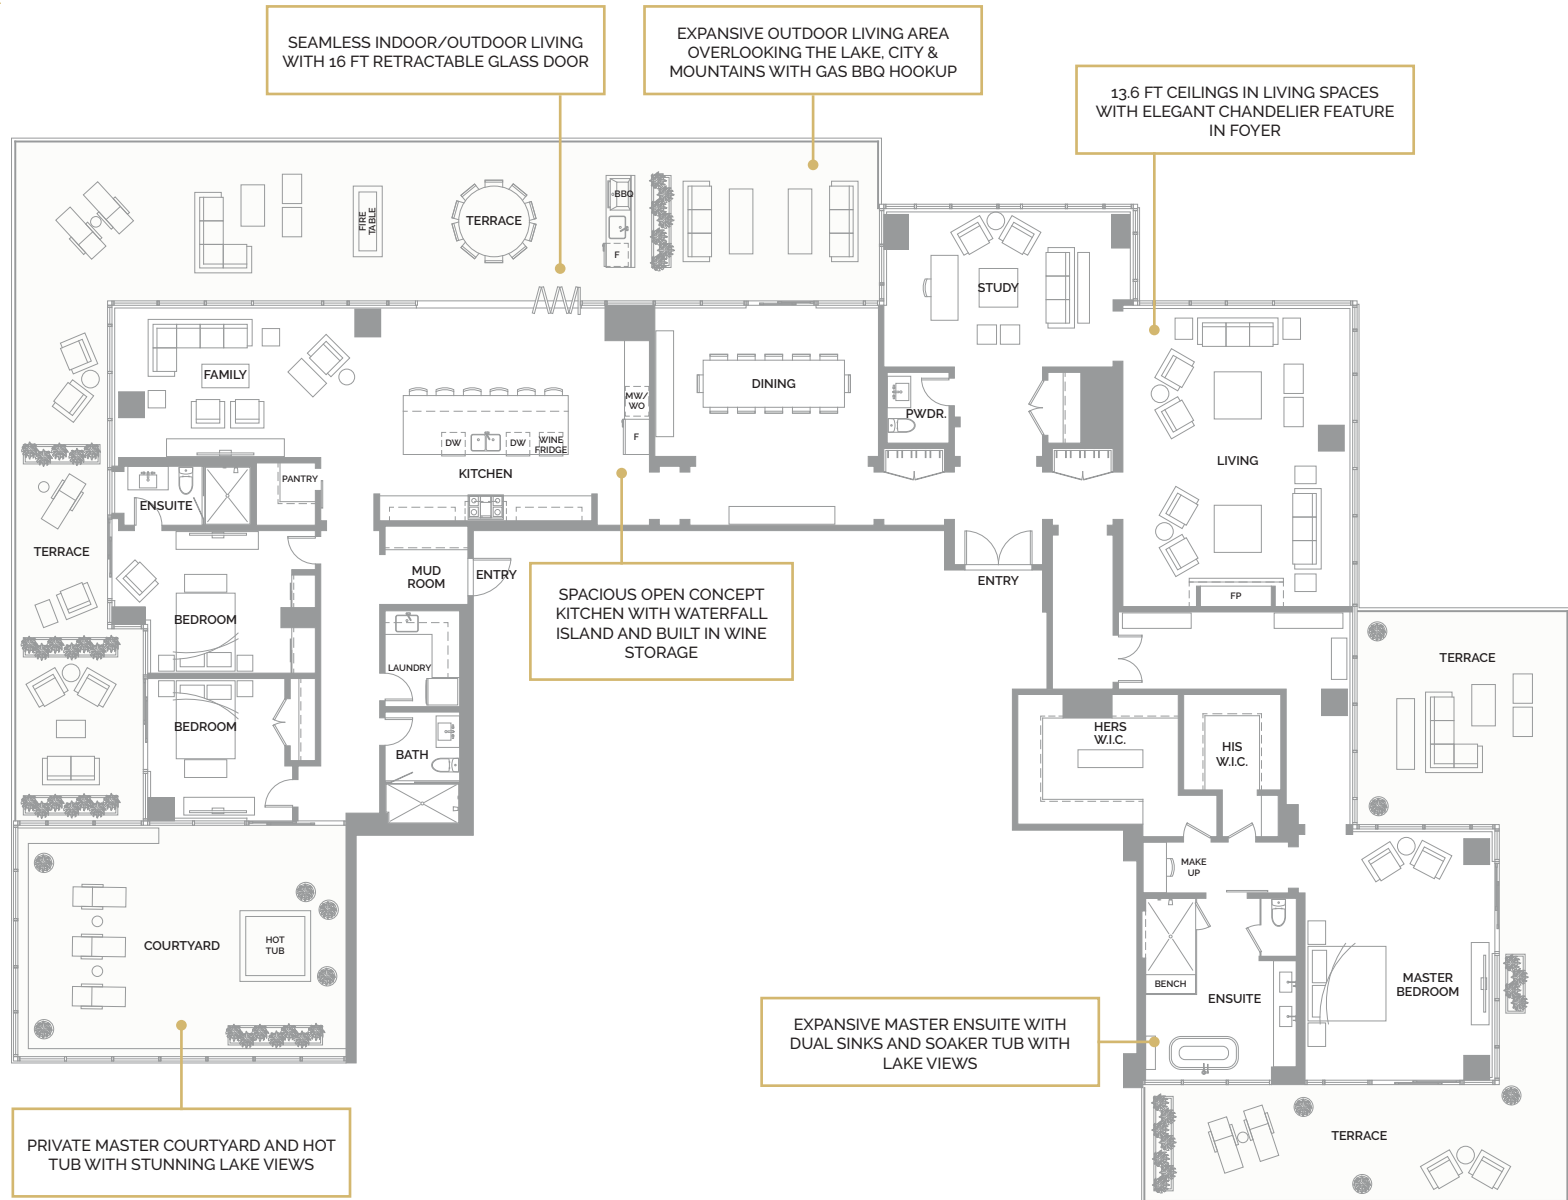 SEAMLESS INDOOR/OUTDOOR LIVING
WITH 16 FT RETRACTABLE GLASS DOOR
EXPANSIVE OUTDOOR LIVING AREA
OVERLOOKING THE LAKE, CITY &
MOUNTAINS WITH GAS BBQ HOOKUP
13.6 FT CEILINGS IN LIVING SPACES
WITH ELEGANT CHANDELIER FEATURE
IN FOYER
FIRE
TABLE
TERRACE
BBQ
F
STUDY
FAMILY
MW/
WO
F
DINING
PWDR.
DW
DW
WINE
FRIDGE
KITCHEN
LIVING
PANTRY
ENSUITE
TERRACE
MUD
ROOM
ENTRY
ENTRY
FP
BEDROOM
SPACIOUS OPEN CONCEPT
KITCHEN WITH WATERFALL
ISLAND AND BUILT IN WINE
STORAGE
LAUNDRY
TERRACE
BEDROOM
BATH
HERS
W.I.C.
HIS
W.I.C.
MAKE
UP
COURTYARD
HOT
TUB
BENCH
ENSUITE
MASTER
BEDROOM
EXPANSIVE MASTER ENSUITE WITH
DUAL SINKS AND SOAKER TUB WITH
LAKE VIEWS
PRIVATE MASTER COURTYARD AND HOT
TUB WITH STUNNING LAKE VIEWS
TERRACE